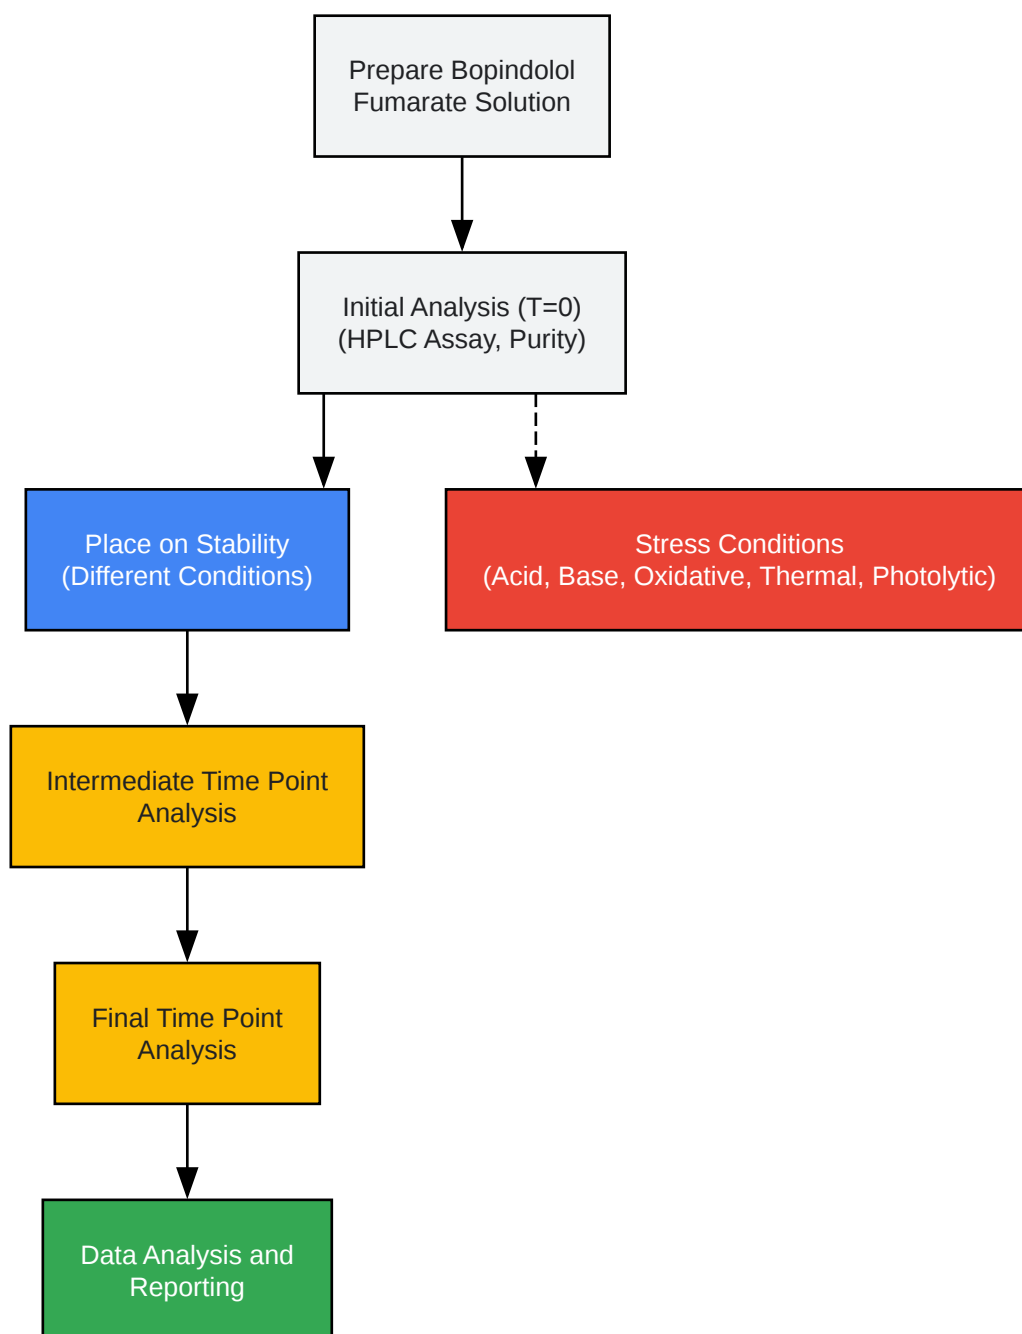 Prepare Bopindolol
Fumarate Solution
Initial Analysis (T=0)
(HPLC Assay, Purity)
Place on Stability
(Different Conditions)
Stress Conditions
(Acid, Base, Oxidative, Thermal, Photolytic)
Intermediate Time Point
Analysis
Final Time Point
Analysis
Data Analysis and
Reporting